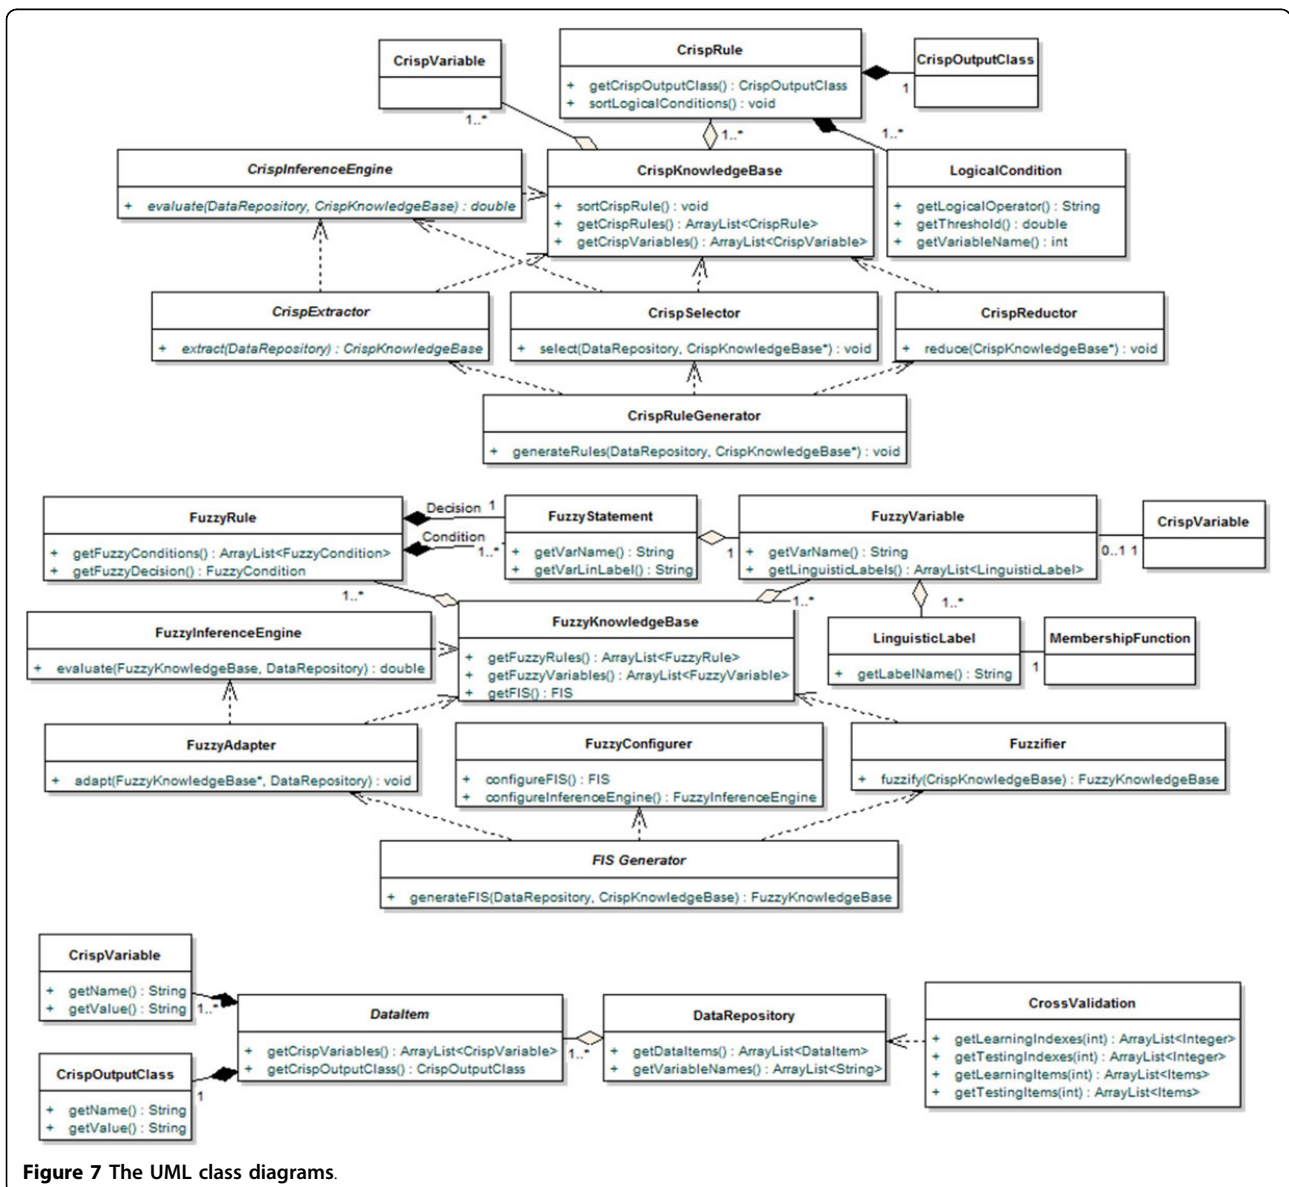 CrispVariable
1..*
CrispRule
+ getCrispOutputClass() : CrispOutputClass
+ sortLogicalConditions() : void
CrispOutputClass
1
1..*
1..*
CrispInferenceEngine
+ evaluate(DataRepository, CrispKnowledgeBase) : double
CrispKnowledgeBase
+ sortCrispRule() : void
+ getCrispRules() : ArrayList<CrispRule>
+ getCrispVariables() : ArrayList<CrispVariable>
LogicalCondition
+ getLogicalOperator() : String
+ getThreshold() : double
+ getVariableName() : int
CrispExtractor
+ extract(DataRepository) : CrispKnowledgeBase
CrispSelector
+ select(DataRepository, CrispKnowledgeBase*) : void
CrispReductor
+ reduce(CrispKnowledgeBase*) : void
CrispRuleGenerator
+ generateRules(DataRepository, CrispKnowledgeBase*) : void
FuzzyRule
+ getFuzzyConditions() : ArrayList<FuzzyCondition>
+ getFuzzyDecision() : FuzzyCondition
Decision 1
Condition
1..*
FuzzyStatement
+ getVarName() : String
+ getVarLinLabel() : String
1
FuzzyVariable
+ getVarName() : String
+ getLinguisticLabels() : ArrayList<LinguisticLabel>
0..1 1
CrispVariable
1..*
1..*
1..*
FuzzyInferenceEngine
+ evaluate(FuzzyKnowledgeBase, DataRepository) : double
FuzzyKnowledgeBase
+ getFuzzyRules() : ArrayList<FuzzyRule>
+ getFuzzyVariables() : ArrayList<FuzzyVariable>
+ getFIS() : FIS
LinguisticLabel
+ getLabelName() : String
1
MembershipFunction
FuzzyAdapter
+ adapt(FuzzyKnowledgeBase*, DataRepository) : void
FuzzyConfigurer
+ configureFIS() : FIS
+ configureInferenceEngine() : FuzzyInferenceEngine
Fuzzifier
+ fuzzify(CrispKnowledgeBase) : FuzzyKnowledgeBase
FIS Generator
+ generateFIS(DataRepository, CrispKnowledgeBase) : FuzzyKnowledgeBase
CrispVariable
+ getName() : String
+ getValue() : String
1..*
CrispOutputClass
+ getName() : String
+ getValue() : String
1
DataItem
+ getCrispVariables() : ArrayList<CrispVariable>
+ getCrispOutputClass() : CrispOutputClass
1..*
DataRepository
+ getDataItems() : ArrayList<DataItem>
+ getVariableNames() : ArrayList<String>
CrossValidation
+ getLearningIndexes(int) : ArrayList<Integer>
+ getTestingIndexes(int) : ArrayList<Integer>
+ getLearningItems(int) : ArrayList<Items>
+ getTestingItems(int) : ArrayList<Items>
Figure 7 The UML class diagrams.